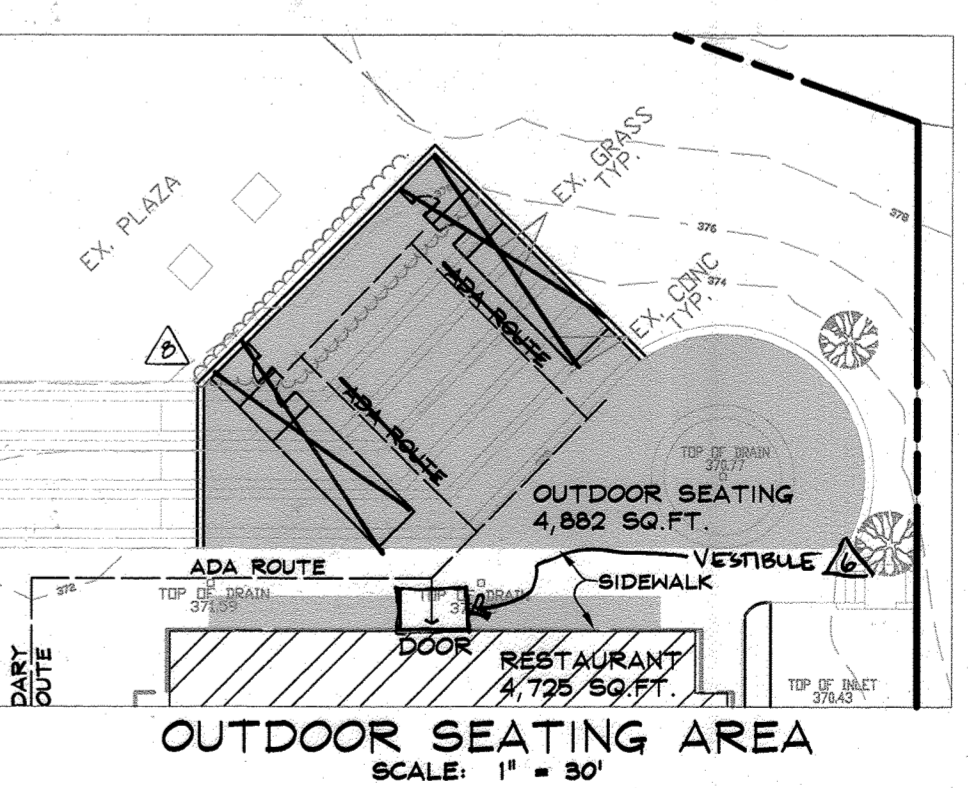 EX. GRASS
TYP.
EX. PLAZA
378
376
374
EX. CONC
TYP.
8
ADA ROUTE
ADA ROUTE
TOP OF DRAIN
370.77
OUTDOOR SEATING
4,882 SQ.FT.
VESTIBULE 6
ADA ROUTE
SIDEWALK
372
TOP OF DRAIN
371.59
TOP OF DRAIN
DOOR
DARY
OUTE
RESTAURANT
4,725 SQ.FT.
TOP OF INLET
370.43
OUTDOOR SEATING AREA
SCALE: 1" = 30'